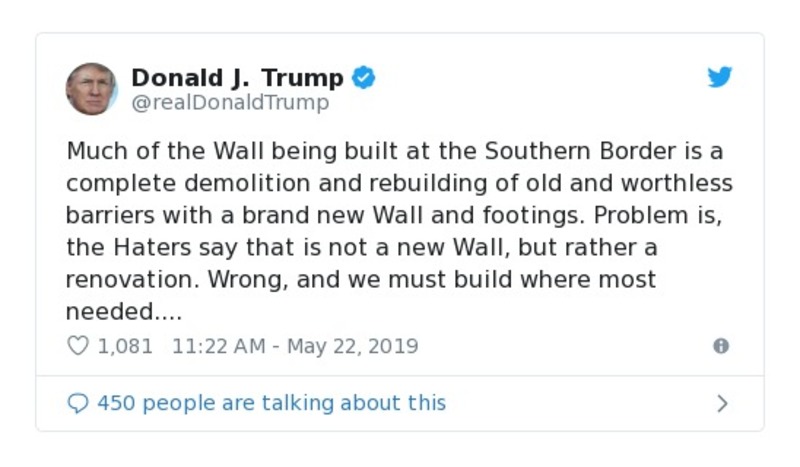 Donald J. Trump
@realDonaldTrump
Much of the Wall being built at the Southern Border is a
complete demolition and rebuilding of old and worthless
barriers with a brand new Wall and footings. Problem is,
the Haters say that is not a new Wall, but rather a
renovation. Wrong, and we must build where most
needed....
1,081 11:22 AM - May 22, 2019
450 people are talking about this